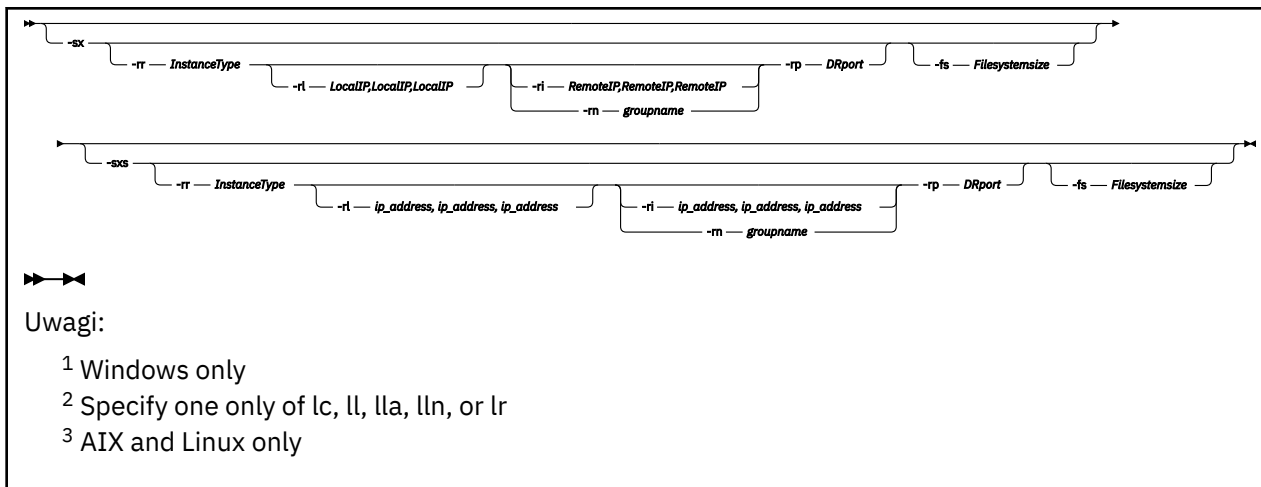 -sx
-rr InstanceType -rp DRport -fs Filesystemsize
-rl LocalIP,LocalIP,LocalIP -ri RemoteIP,RemoteIP,RemoteIP
-rn groupname
-sxs
-rr InstanceType -rp DRport -fs Filesystemsize
-rl ip_address, ip_address, ip_address -ri ip_address, ip_address, ip_address
-rn groupname
Uwagi:
1 Windows only
2 Specify one only of lc, ll, lla, lln, or lr
3 AIX and Linux only